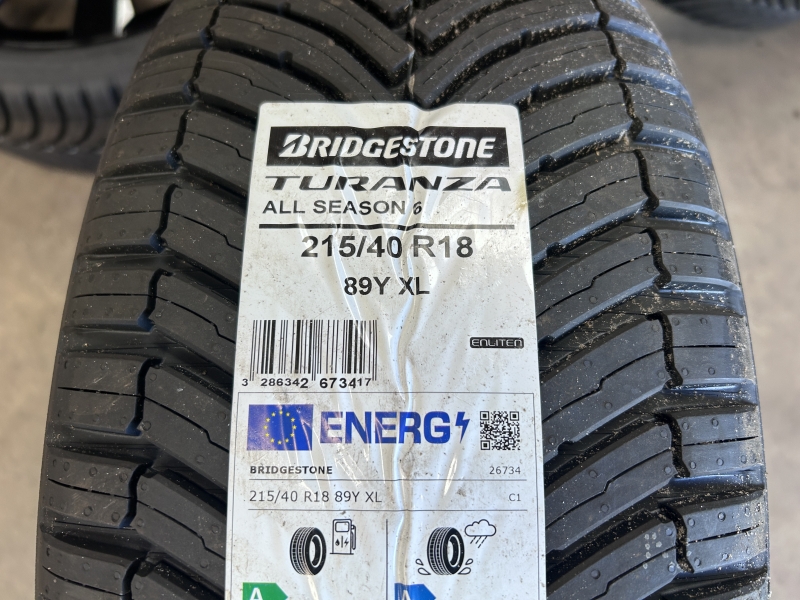 BRIDGESTONE
TURANZA
ALL SEASON 6
215/40 R18
89Y XL
ENLITEN
3 286342 673417
ENERG
BRIDGESTONE
26734
215/40 R18 89Y XL
C1
A
A